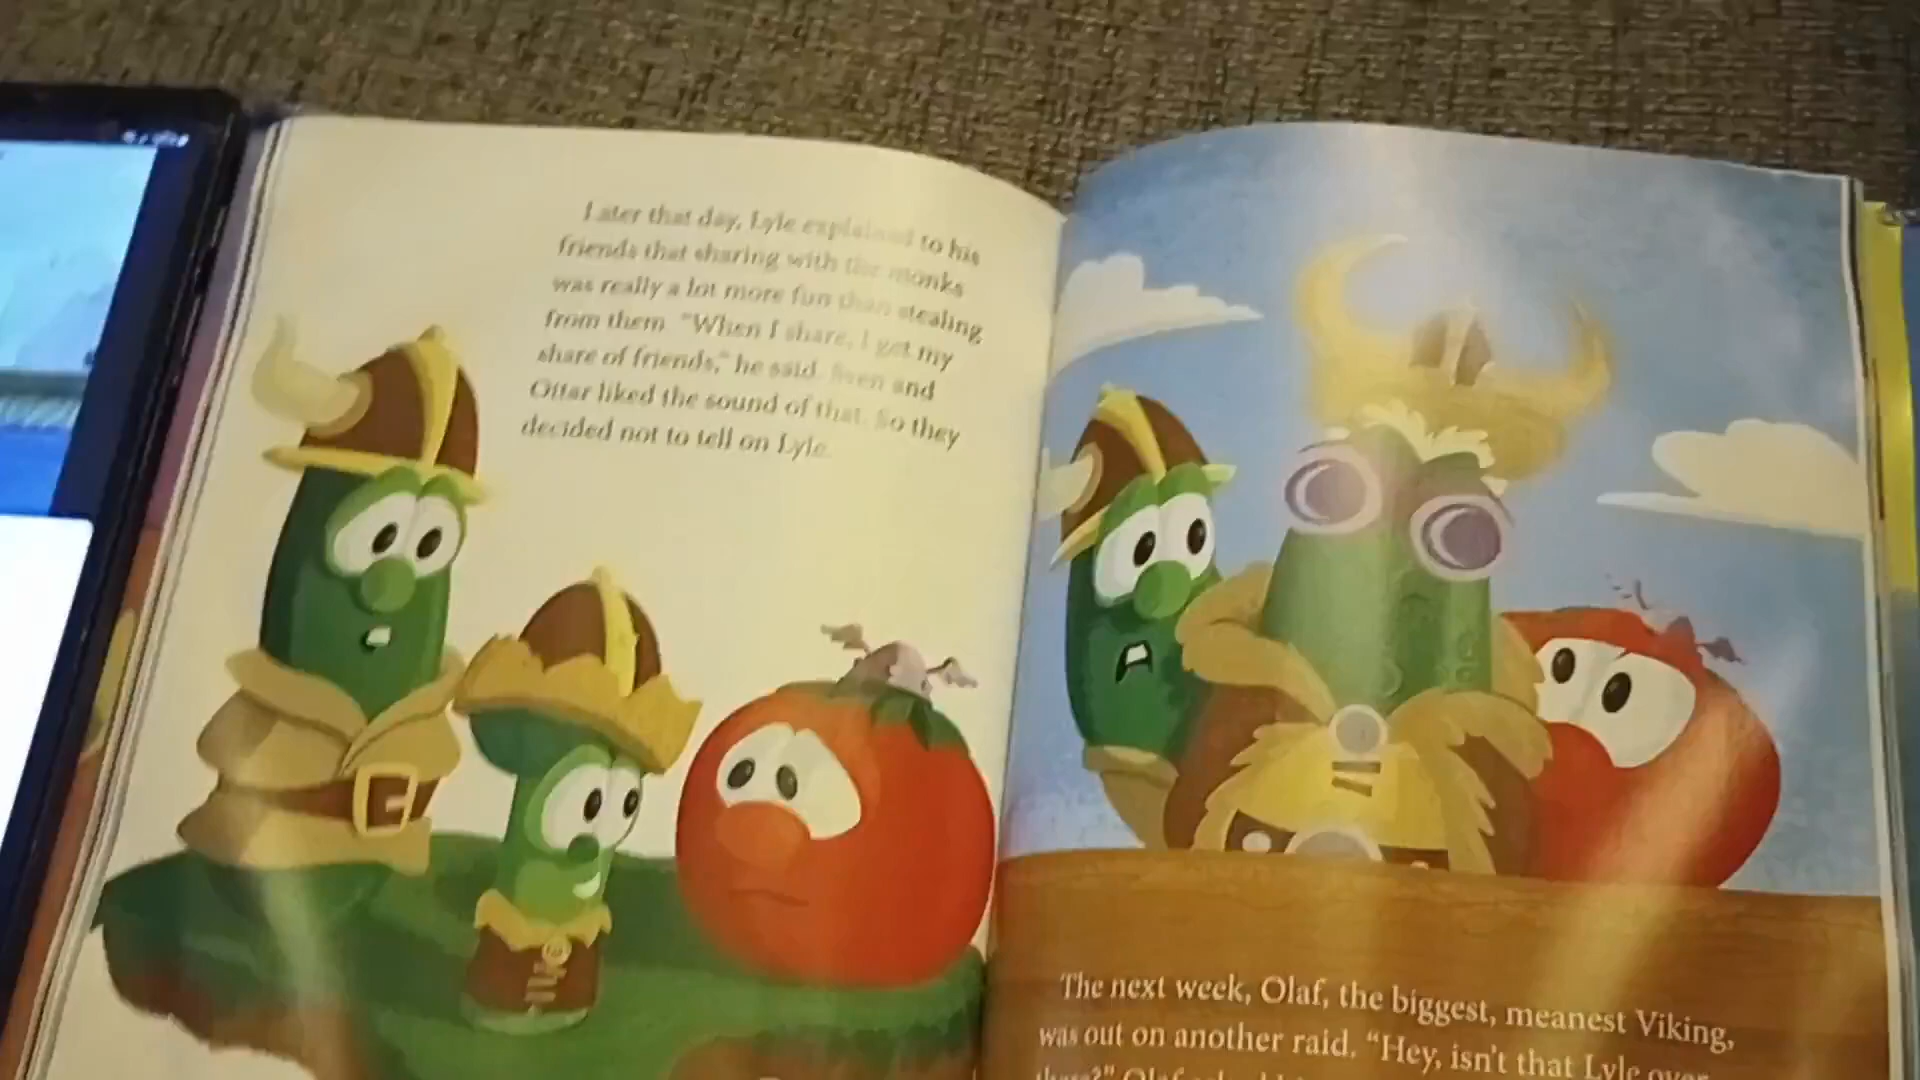 Later that day, Lyle explained to his
friends that sharing with the monks
was really a lot more fun than stealing
from them. "When I share, I get my
share of friends," he said. Sven and
Ottar liked the sound of that. So they
decided not to tell on Lyle.
The next week, Olaf, the biggest, meanest Viking,
was out on another raid. "Hey, isn't that Lyle over
there?" Olaf